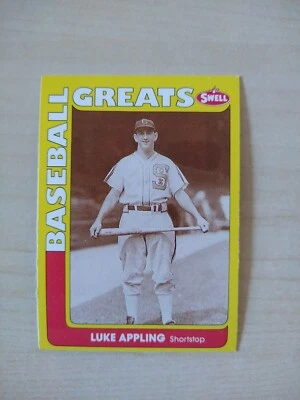 BASEBALL
GREATS
SWELL
S
LUKE APPLING Shortstop